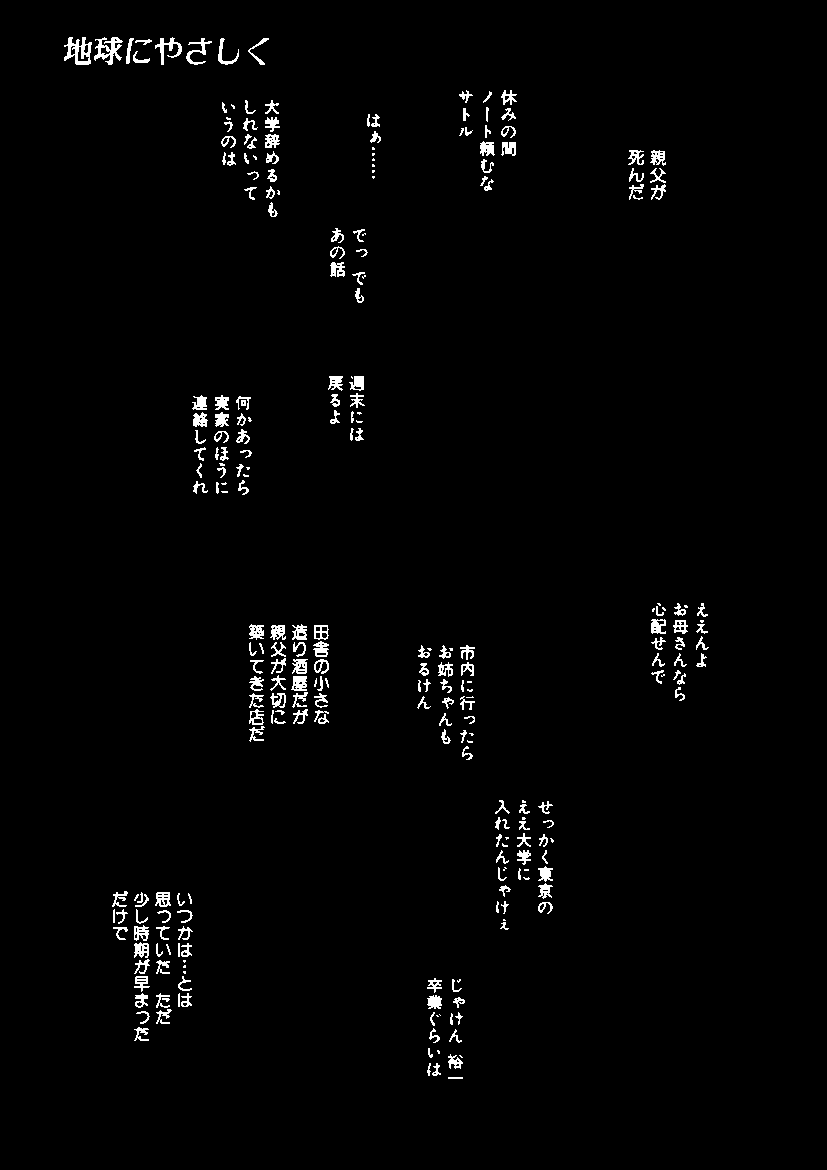 地球にやさしく
親父が
死んだ
休みの間
ノート頼むな
サトル
はぁ……
大学辞めるかも
しれないって
いうのは
でっ でも
あの話
週末には
戻るよ
何かあったら
実家のほうに
連絡してくれ
ええんよ
お母さんなら
心配せんで
市内に行ったら
お姉ちゃんも
おるけん
田舎の小さな
造り酒屋だが
親父が大切に
築いてきた店だ
せっかく東京の
ええ大学に
入れたんじゃけぇ
じゃけん 裕一
卒業ぐらいは
いつかは…とは
思っていた ただ
少し時期が早まった
だけで